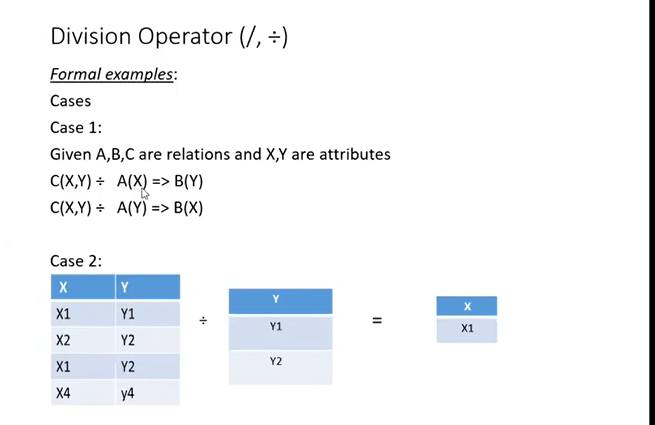 Division Operator (/, ÷)
Formal examples:
Cases
Case 1:
Given A,B,C are relations and X,Y are attributes
C(X,Y) ÷ A(X) => B(Y)
C(X,Y) ÷ A(Y) => B(X)
Case 2:
X Y
X1 Y1
X2 Y2
X1 Y2
X4 y4
÷
Y
Y1
Y2
=
X
X1